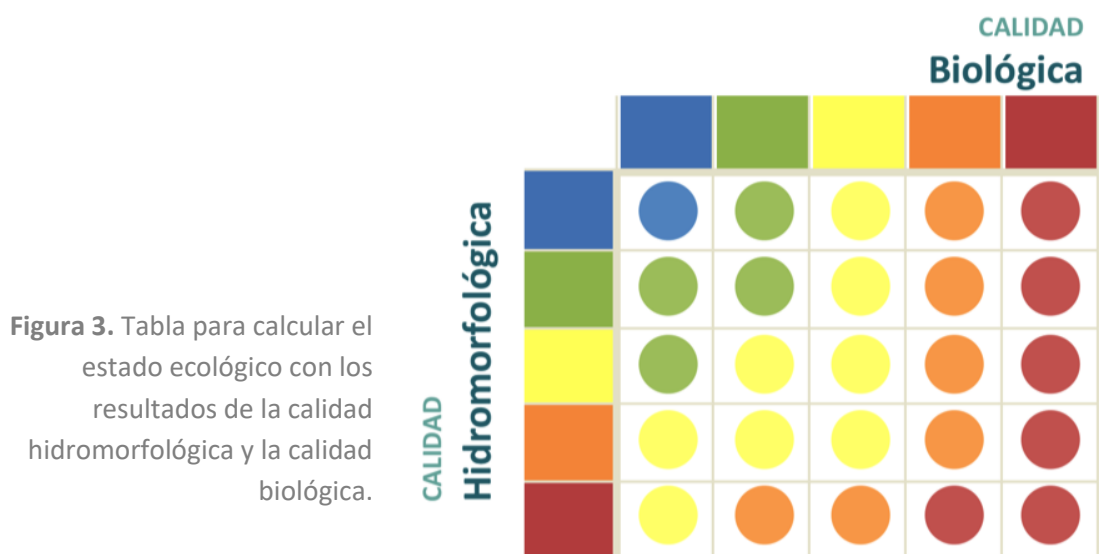 CALIDAD
Biológica
CALIDAD
Hidromorfológica
Figura 3. Tabla para calcular el
estado ecológico con los
resultados de la calidad
hidromorfológica y la calidad
biológica.